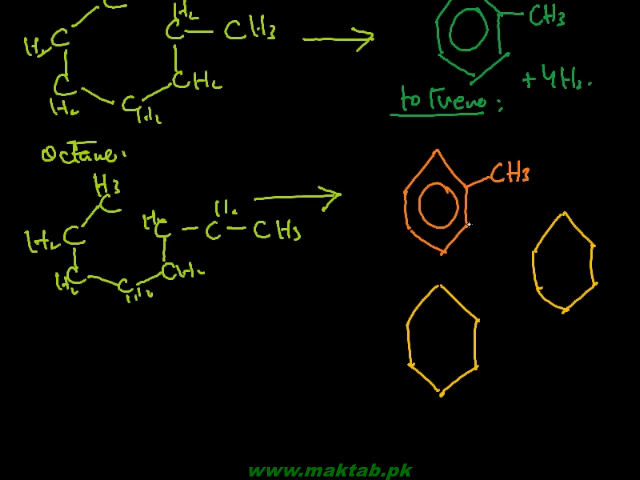 C H₂
H₂C C — CH3 → CH3
C CH₂ + 4H₂.
H₂ C H₂ toluene:
Octane.
H3
C H₂ → CH3
H₂C H₂C — C — CH3
C CH₂
H₂ C H₂
www.maktab.pk